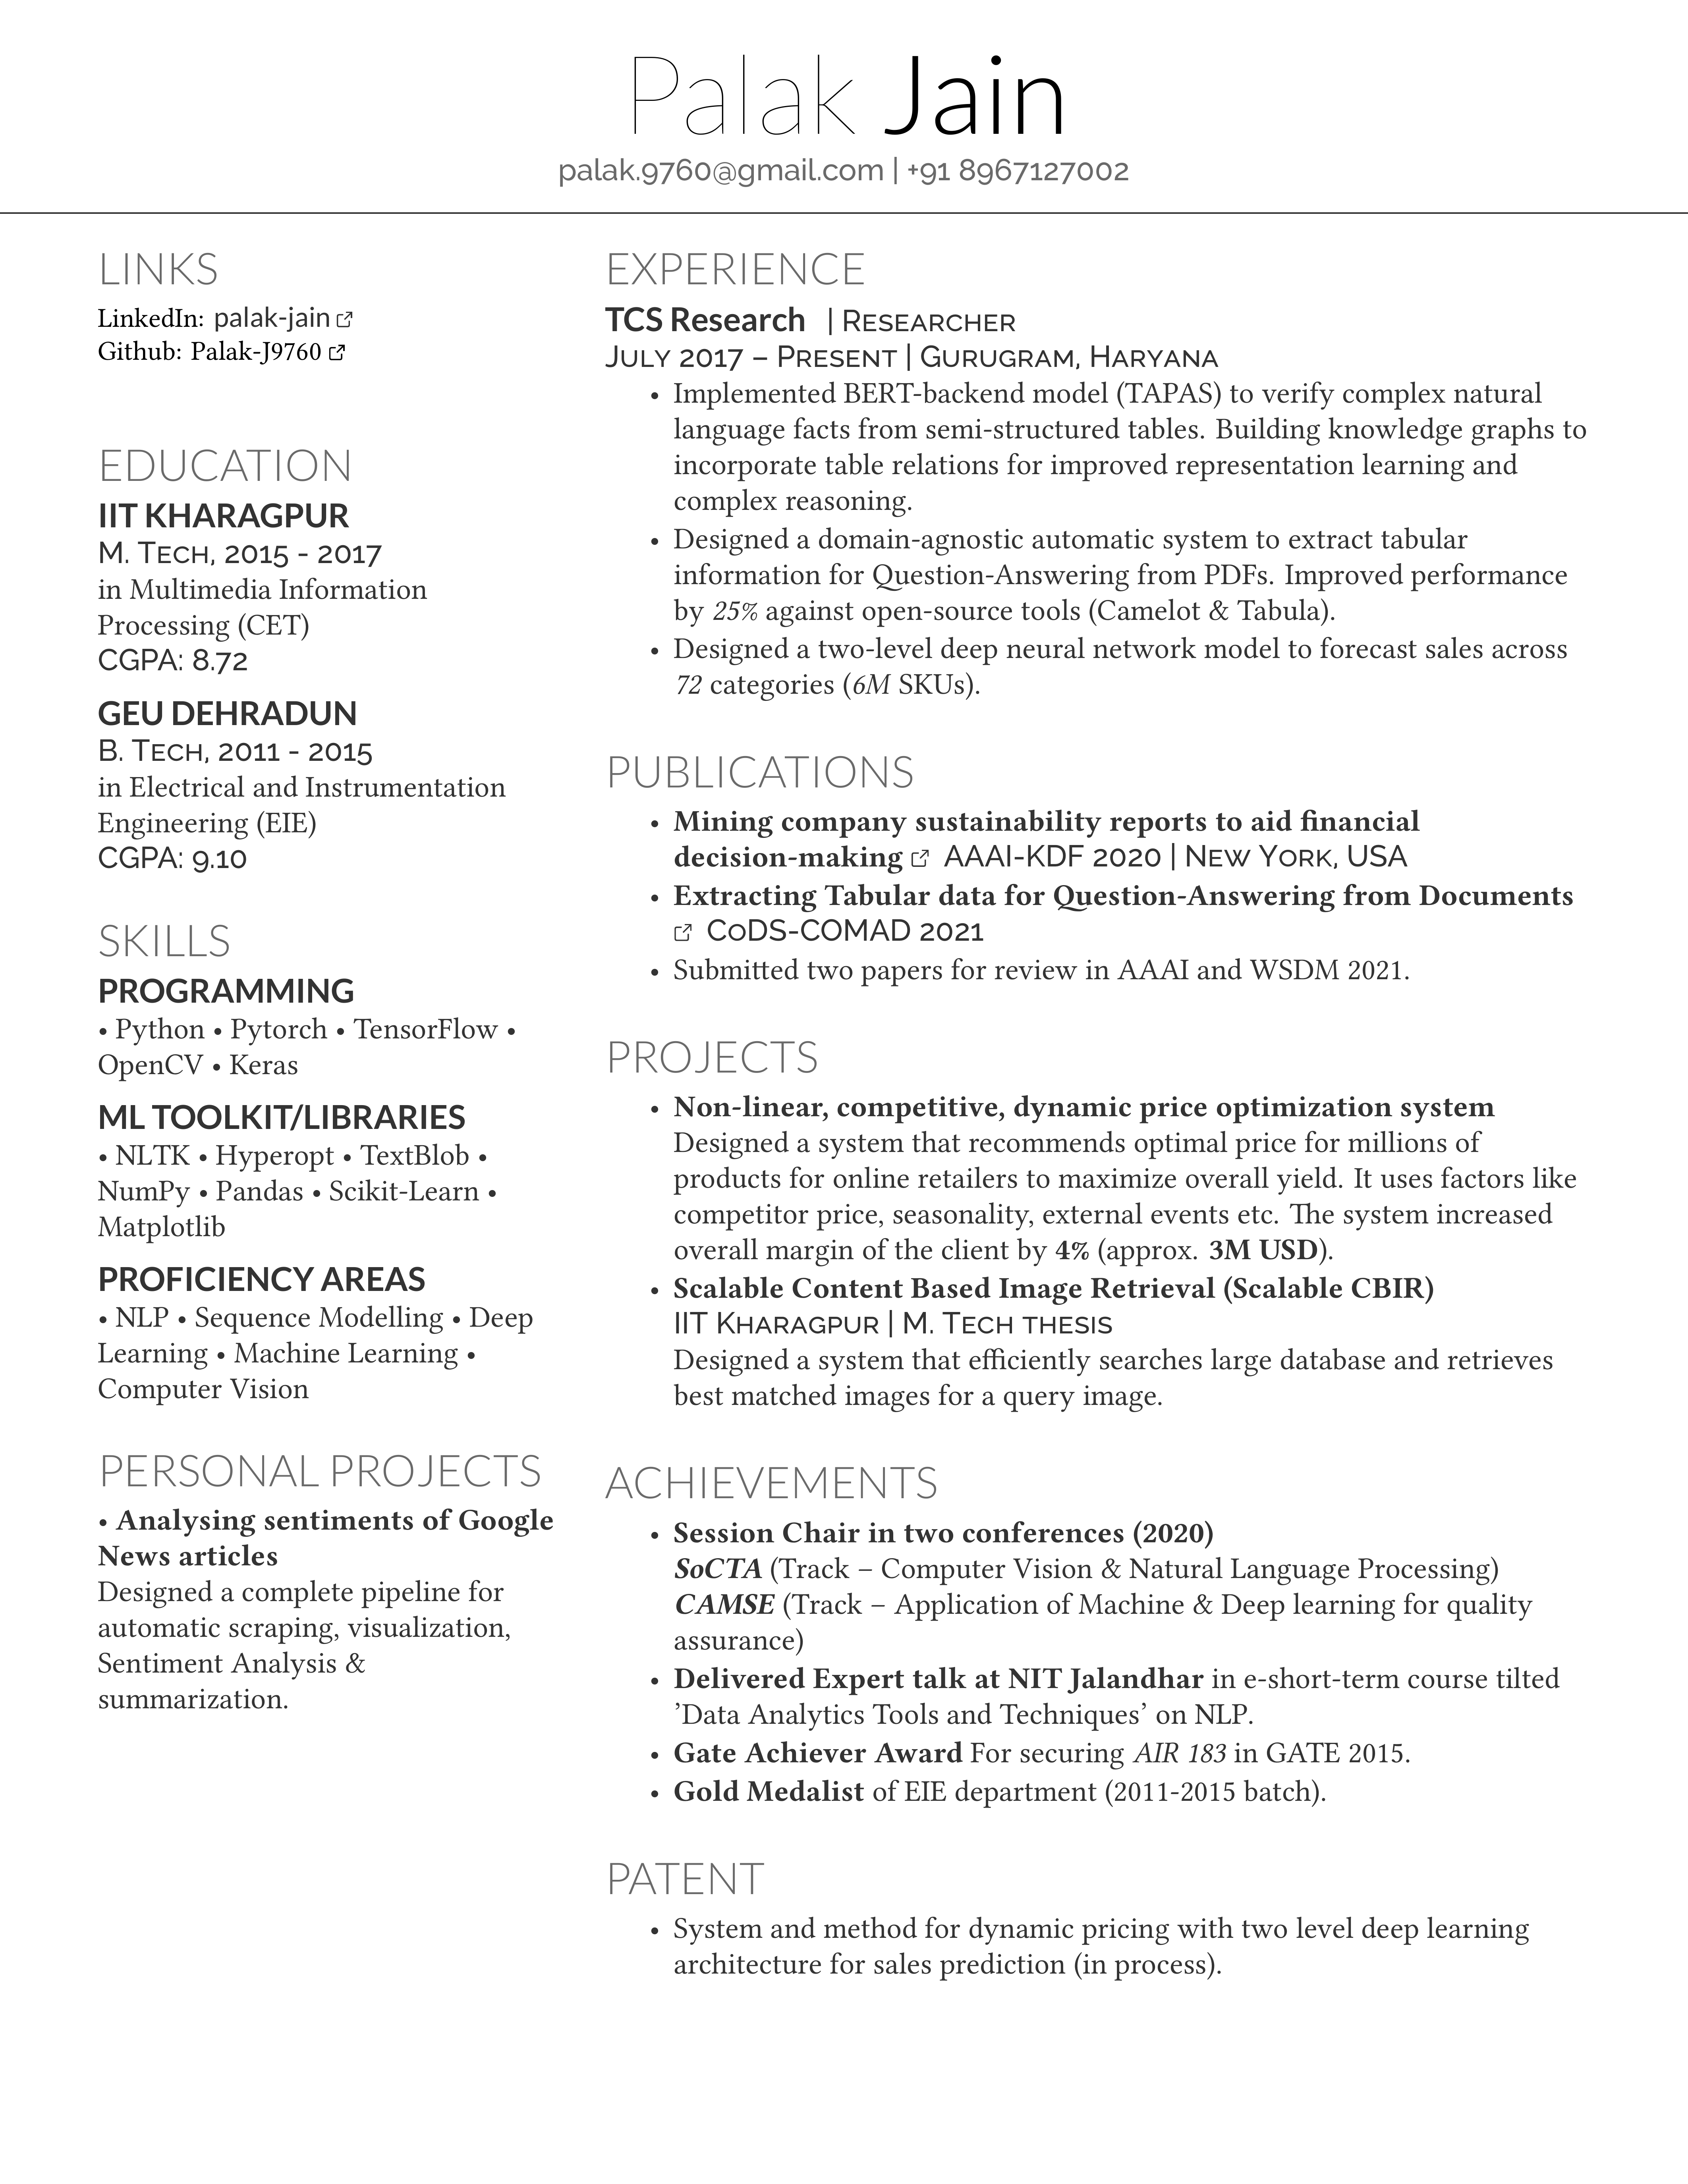 Palak Jain
palak.9760@gmail.com | +91 8967127002
LINKS
LinkedIn: palak-jain
Github: Palak-J9760
EDUCATION
IIT KHARAGPUR
M. Tech, 2015 - 2017
in Multimedia Information
Processing (CET)
CGPA: 8.72
GEU DEHRADUN
B. Tech, 2011 - 2015
in Electrical and Instrumentation
Engineering (EIE)
CGPA: 9.10
SKILLS
PROGRAMMING
• Python • Pytorch • TensorFlow •
OpenCV • Keras
ML TOOLKIT/LIBRARIES
• NLTK • Hyperopt • TextBlob •
NumPy • Pandas • Scikit-Learn •
Matplotlib
PROFICIENCY AREAS
• NLP • Sequence Modelling • Deep
Learning • Machine Learning •
Computer Vision
PERSONAL PROJECTS
• Analysing sentiments of Google
News articles
Designed a complete pipeline for
automatic scraping, visualization,
Sentiment Analysis &
summarization.
EXPERIENCE
TCS Research | Researcher
July 2017 – Present | Gurugram, Haryana
• Implemented BERT-backend model (TAPAS) to verify complex natural
language facts from semi-structured tables. Building knowledge graphs to
incorporate table relations for improved representation learning and
complex reasoning.
• Designed a domain-agnostic automatic system to extract tabular
information for Question-Answering from PDFs. Improved performance
by 25% against open-source tools (Camelot & Tabula).
• Designed a two-level deep neural network model to forecast sales across
72 categories (6M SKUs).
PUBLICATIONS
• Mining company sustainability reports to aid financial
decision-making AAAI-KDF 2020 | New York, USA
• Extracting Tabular data for Question-Answering from Documents
CoDS-COMAD 2021
• Submitted two papers for review in AAAI and WSDM 2021.
PROJECTS
• Non-linear, competitive, dynamic price optimization system
Designed a system that recommends optimal price for millions of
products for online retailers to maximize overall yield. It uses factors like
competitor price, seasonality, external events etc. The system increased
overall margin of the client by 4% (approx. 3M USD).
• Scalable Content Based Image Retrieval (Scalable CBIR)
IIT Kharagpur | M. Tech thesis
Designed a system that efficiently searches large database and retrieves
best matched images for a query image.
ACHIEVEMENTS
• Session Chair in two conferences (2020)
SoCTA (Track – Computer Vision & Natural Language Processing)
CAMSE (Track – Application of Machine & Deep learning for quality
assurance)
• Delivered Expert talk at NIT Jalandhar in e-short-term course tilted
’Data Analytics Tools and Techniques’ on NLP.
• Gate Achiever Award For securing AIR 183 in GATE 2015.
• Gold Medalist of EIE department (2011-2015 batch).
PATENT
• System and method for dynamic pricing with two level deep learning
architecture for sales prediction (in process).